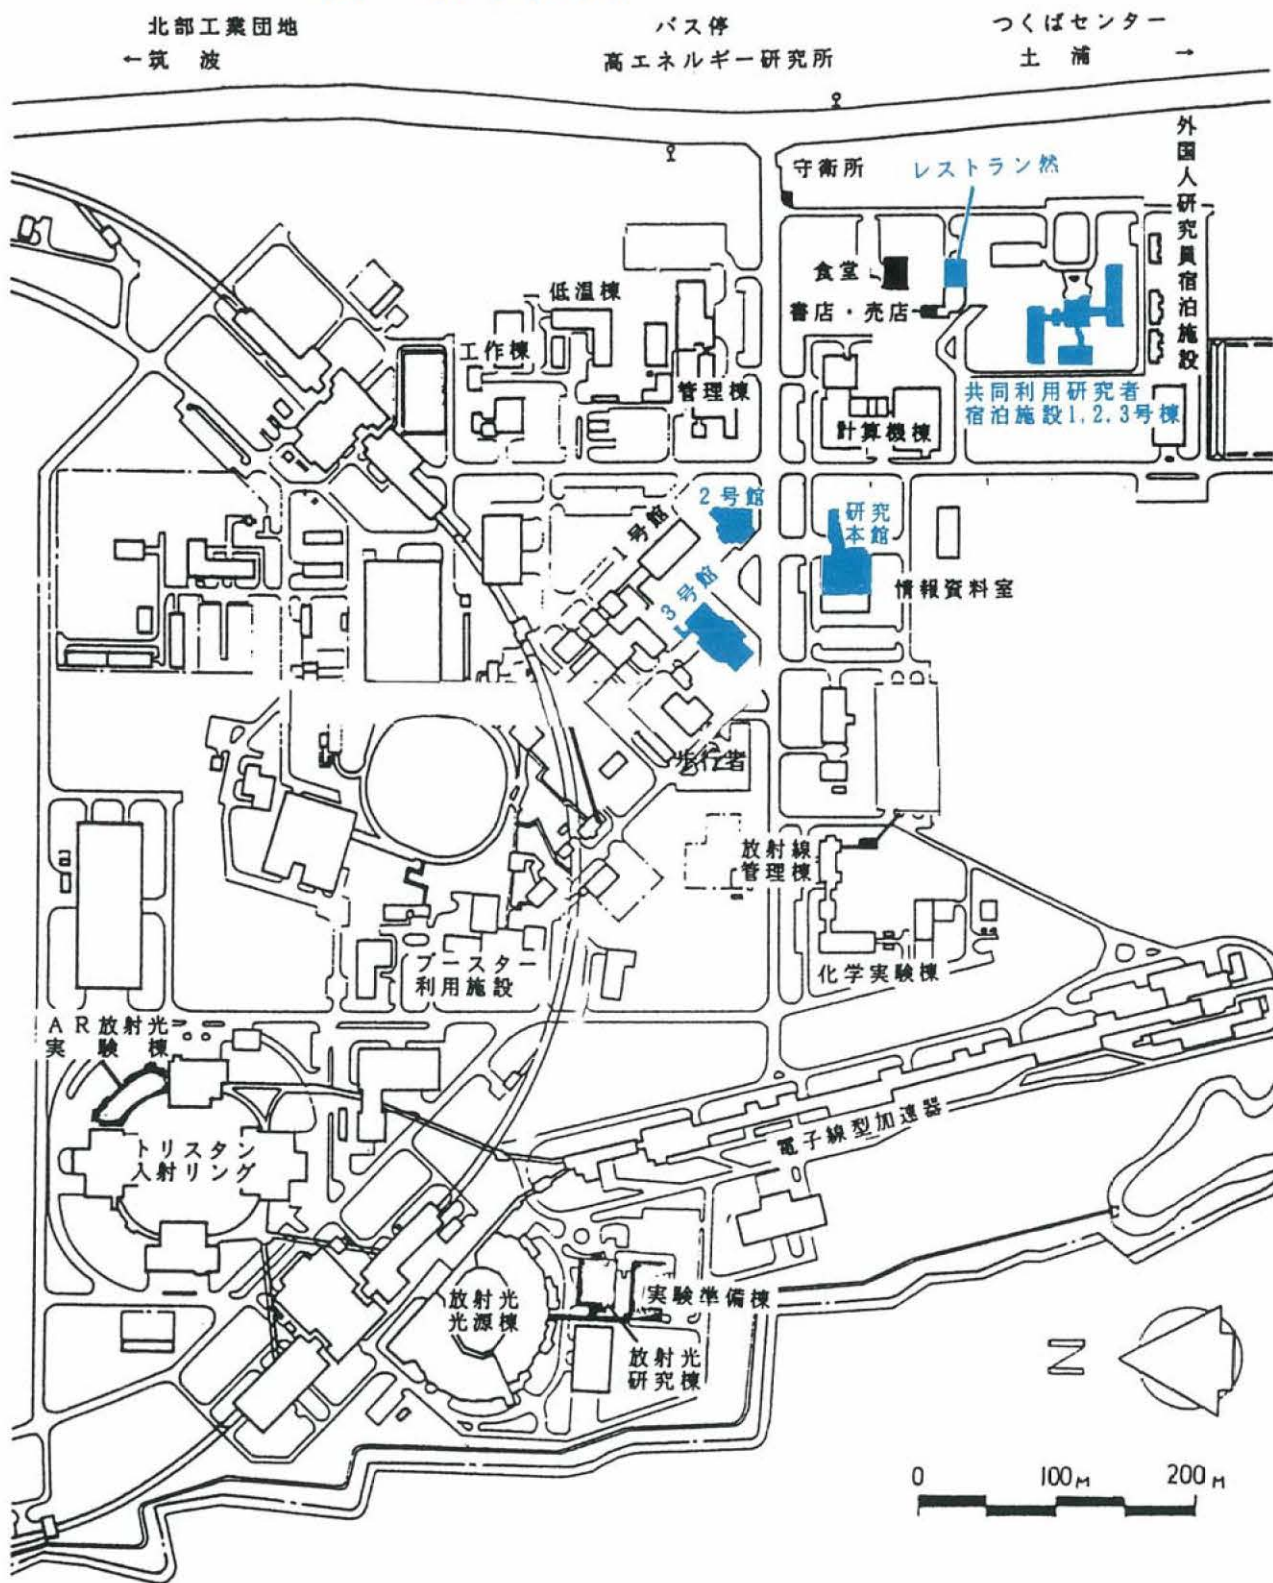 北部工業団地
←筑 波
バス停
高エネルギー研究所
つくばセンター
土 浦 →
守衛所
レストラン然
外国人研究員宿泊施設
食堂
書店・売店
低温棟
工作棟
管理棟
計算機棟
共同利用研究者
宿泊施設1,2,3号棟
2号館
1号館
3号館
研究
本館
情報資料室
歩行者
放射線
管理棟
化学実験棟
ブースター
利用施設
AR放射光
実験棟
トリスタン
入射リング
電子線型加速器
放射光
光源棟
実験準備棟
放射光
研究棟
N
0 100M 200M